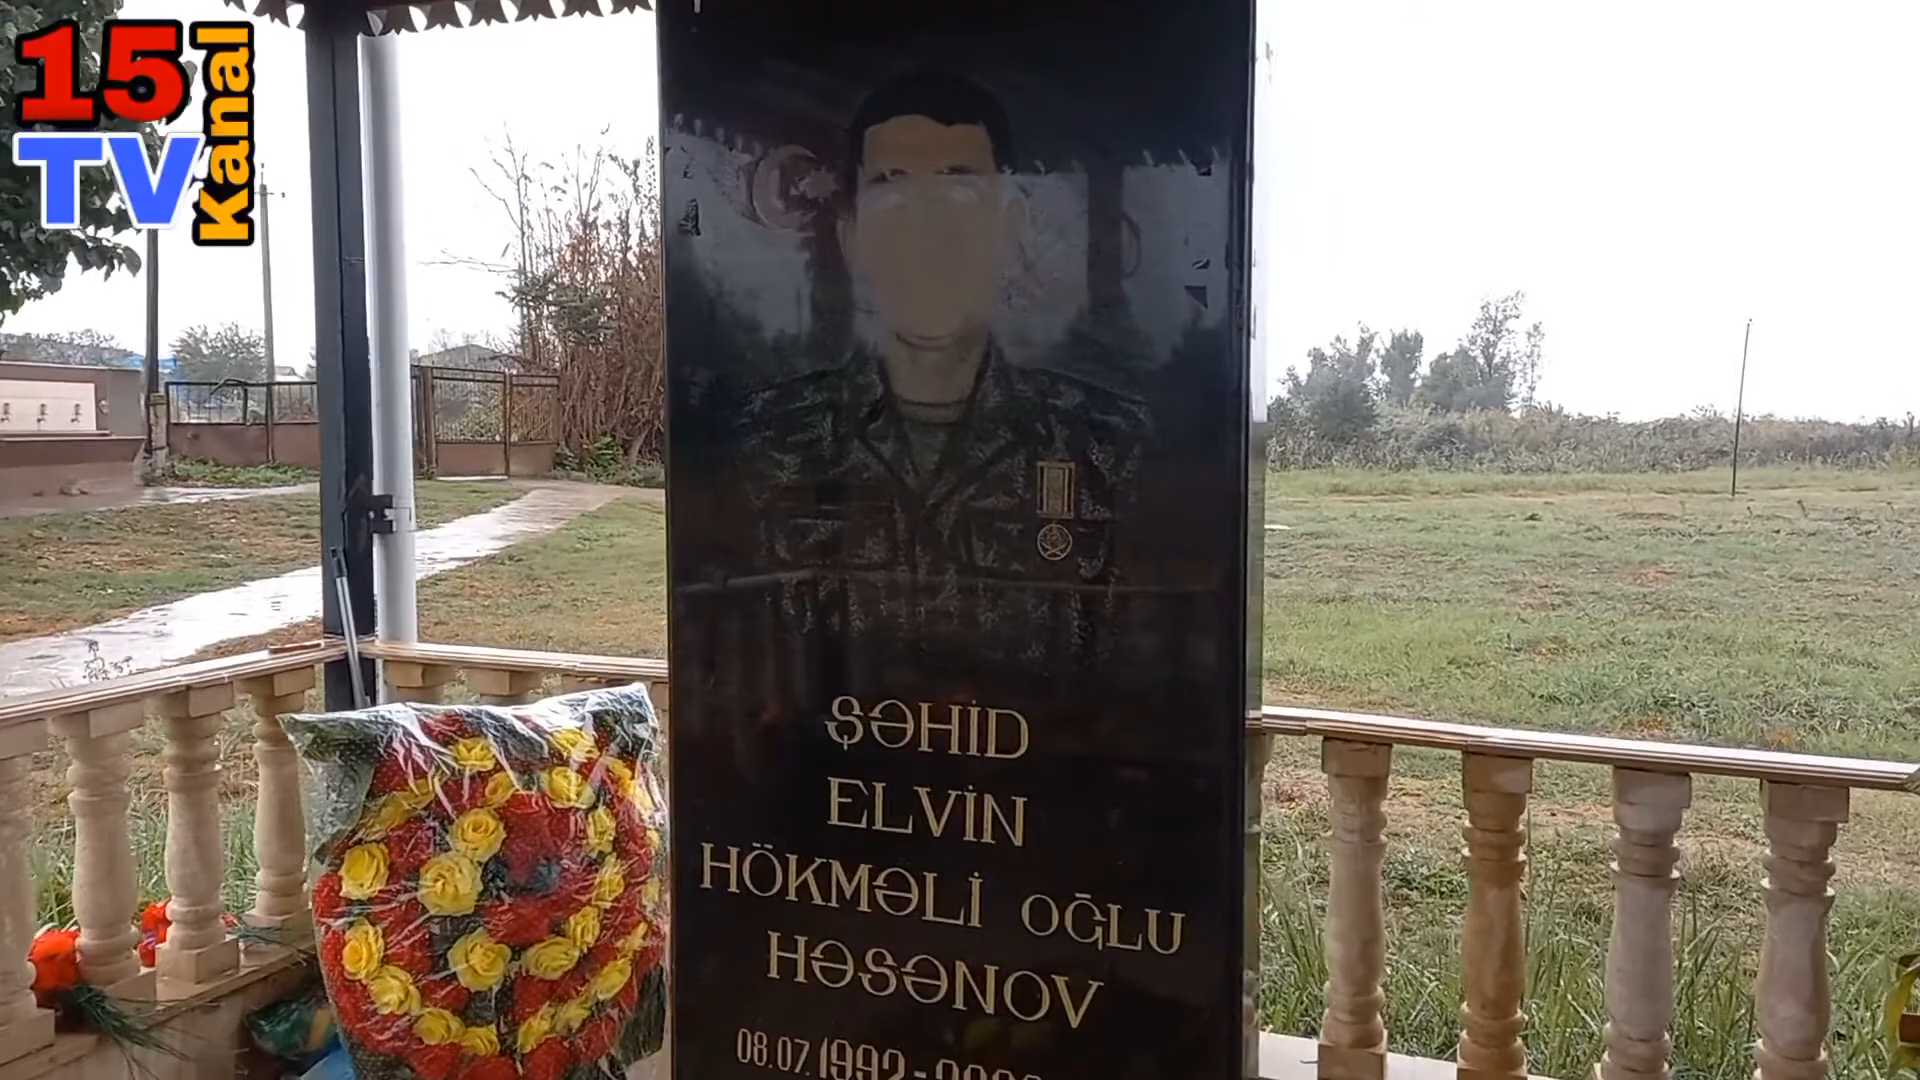 15
TV
Kanal
ŞƏHİD
ELVİN
HÖKMƏLİ OĞLU
HƏSƏNOV
08.07.1992-